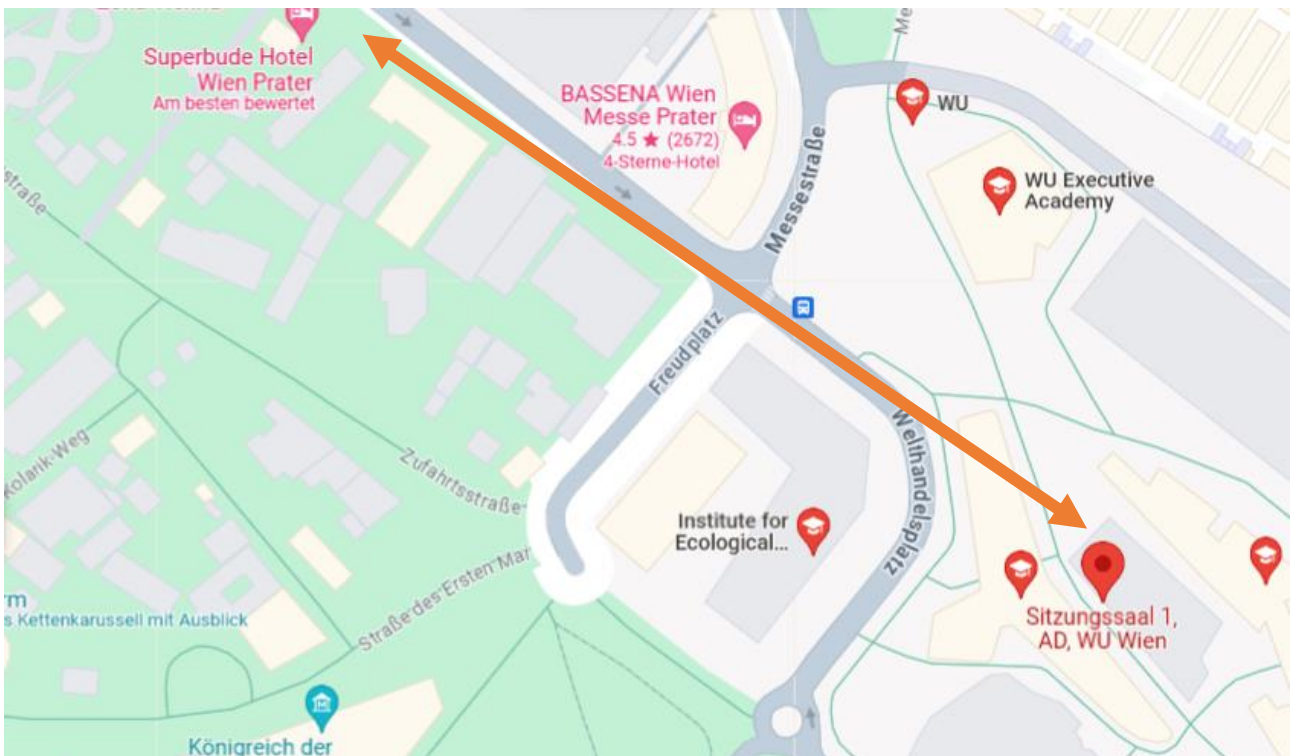 Superbude Hotel
Wien Prater
Am besten bewertet
BASSENA Wien
Messe Prater
4.5 ★ (2672)
4-Sterne-Hotel
WU
WU Executive
Academy
Messestraße
straße
Freudplatz
Welthandelsplatz
Kolarik-Weg
Zufahrtsstraße
Institute for
Ecological...
Straße des Ersten Mai
Sitzungssaal 1,
AD, WU Wien
rm
s Kettenkarussell mit Ausblick
Königreich der